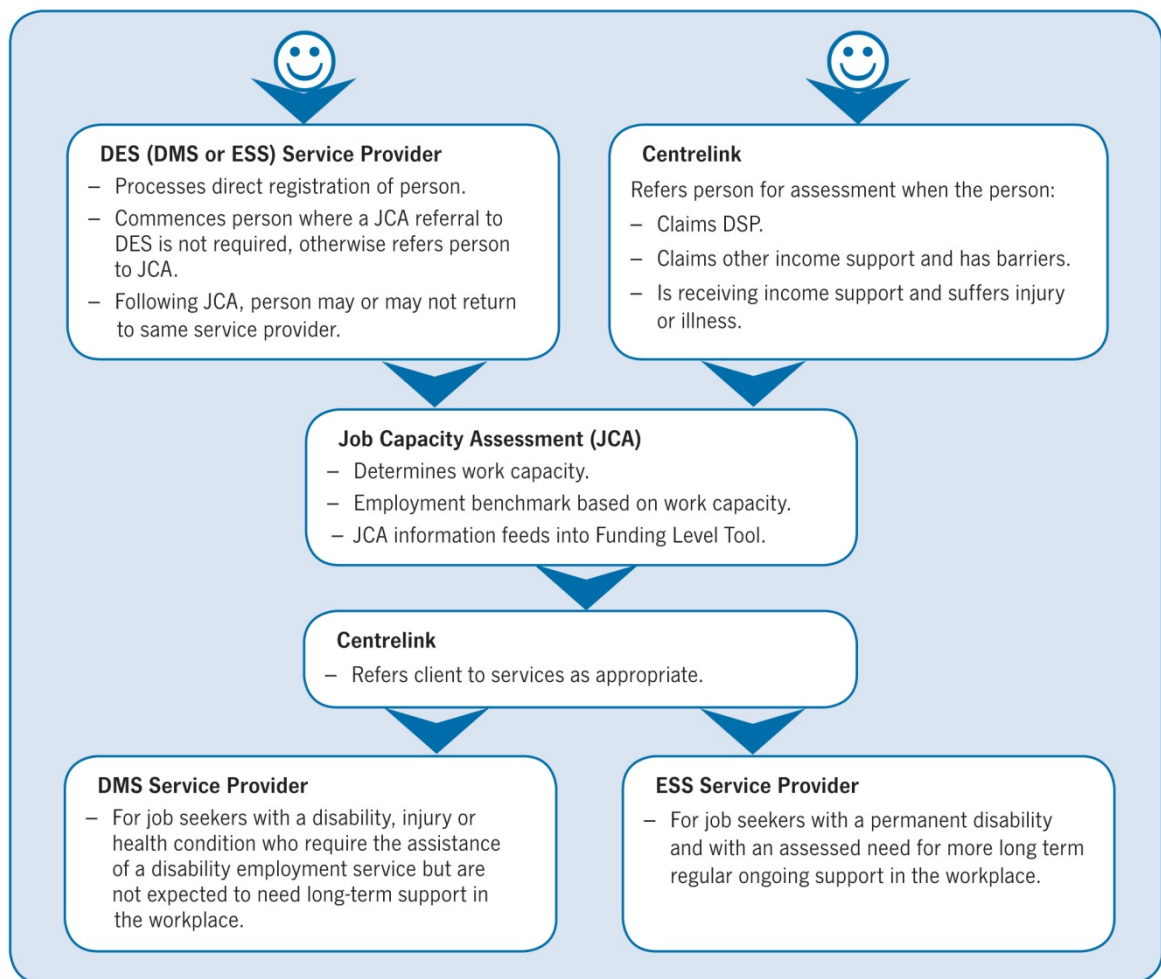 DES (DMS or ESS) Service Provider
– Processes direct registration of person.
– Commences person where a JCA referral to
DES is not required, otherwise refers person
to JCA.
– Following JCA, person may or may not return
to same service provider.
Centrelink
Refers person for assessment when the person:
– Claims DSP.
– Claims other income support and has barriers.
– Is receiving income support and suffers injury
or illness.
Job Capacity Assessment (JCA)
– Determines work capacity.
– Employment benchmark based on work capacity.
– JCA information feeds into Funding Level Tool.
Centrelink
– Refers client to services as appropriate.
DMS Service Provider
– For job seekers with a disability, injury or
health condition who require the assistance
of a disability employment service but are
not expected to need long-term support in
the workplace.
ESS Service Provider
– For job seekers with a permanent disability
and with an assessed need for more long term
regular ongoing support in the workplace.